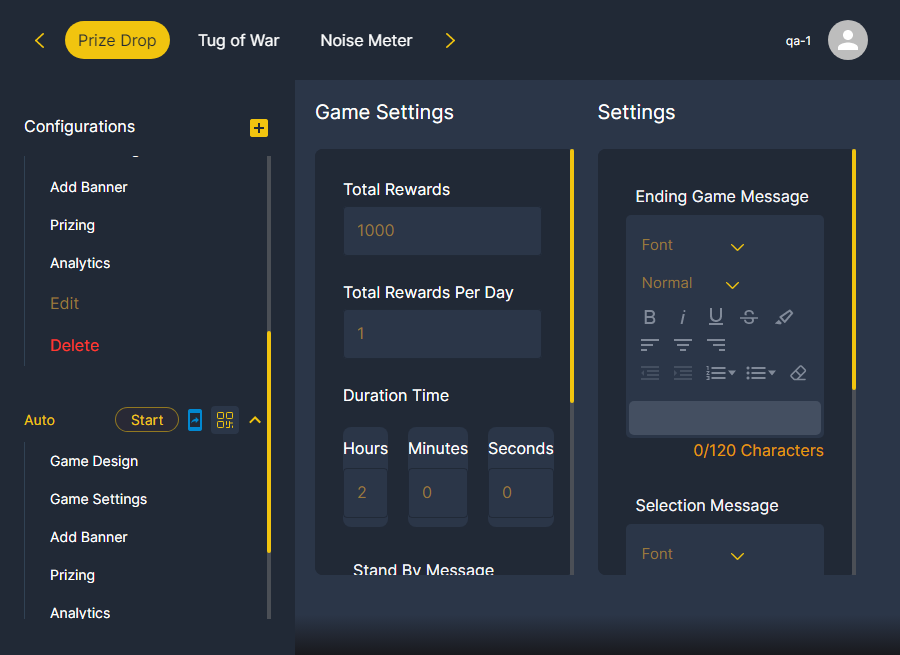 Prize Drop
Tug of War
Noise Meter
qa-1
Configurations
Add Banner
Prizing
Analytics
Edit
Delete
Auto
Start
Game Design
Game Settings
Add Banner
Prizing
Analytics
Game Settings
Total Rewards
1000
Total Rewards Per Day
1
Duration Time
Hours Minutes Seconds
2 0 0
Stand By Message
Settings
Ending Game Message
Font
Normal
B i U S
0/120 Characters
Selection Message
Font